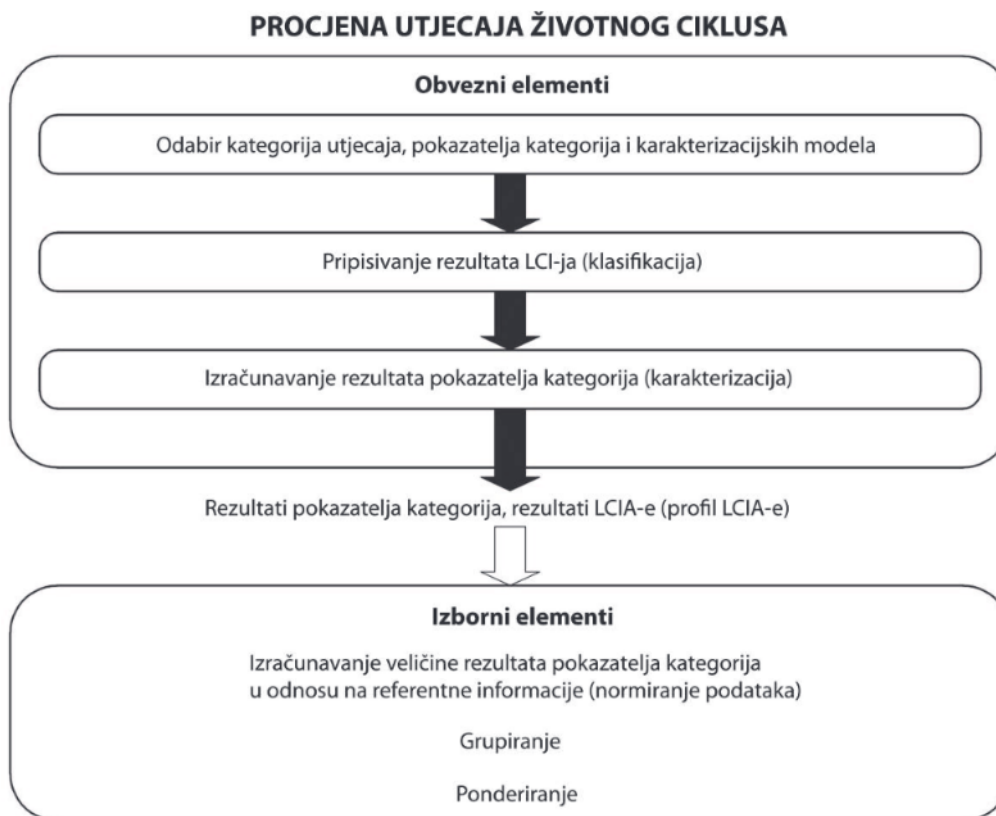 PROCJENA UTJECAJA ŽIVOTNOG CIKLUSA
Obvezni elementi
Odabir kategorija utjecaja, pokazatelja kategorija i karakterizacijskih modela
Pripisivanje rezultata LCI-ja (klasifikacija)
Izračunavanje rezultata pokazatelja kategorija (karakterizacija)
Rezultati pokazatelja kategorija, rezultati LCIA-e (profil LCIA-e)
Izborni elementi
Izračunavanje veličine rezultata pokazatelja kategorija
u odnosu na referentne informacije (normiranje podataka)
Grupiranje
Ponderiranje